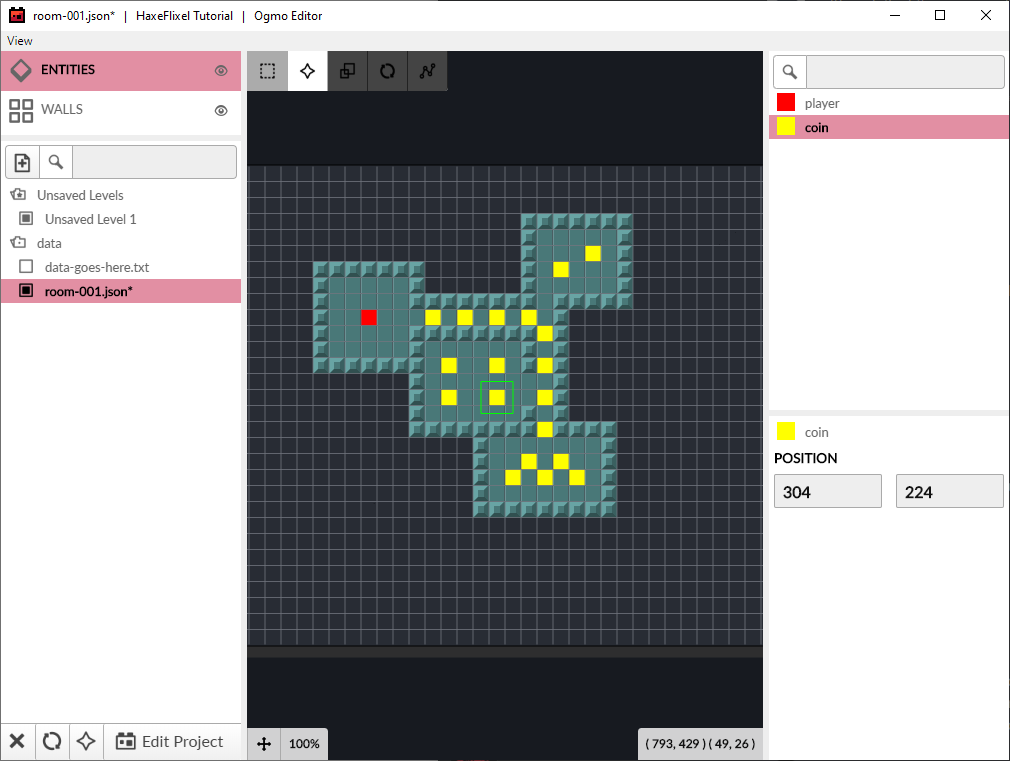 room-001.json* | HaxeFlixel Tutorial | Ogmo Editor
View
ENTITIES
WALLS
Unsaved Levels
Unsaved Level 1
data
data-goes-here.txt
room-001.json*
Edit Project
100%
( 793, 429 ) ( 49, 26 )
player
coin
coin
POSITION
304 224